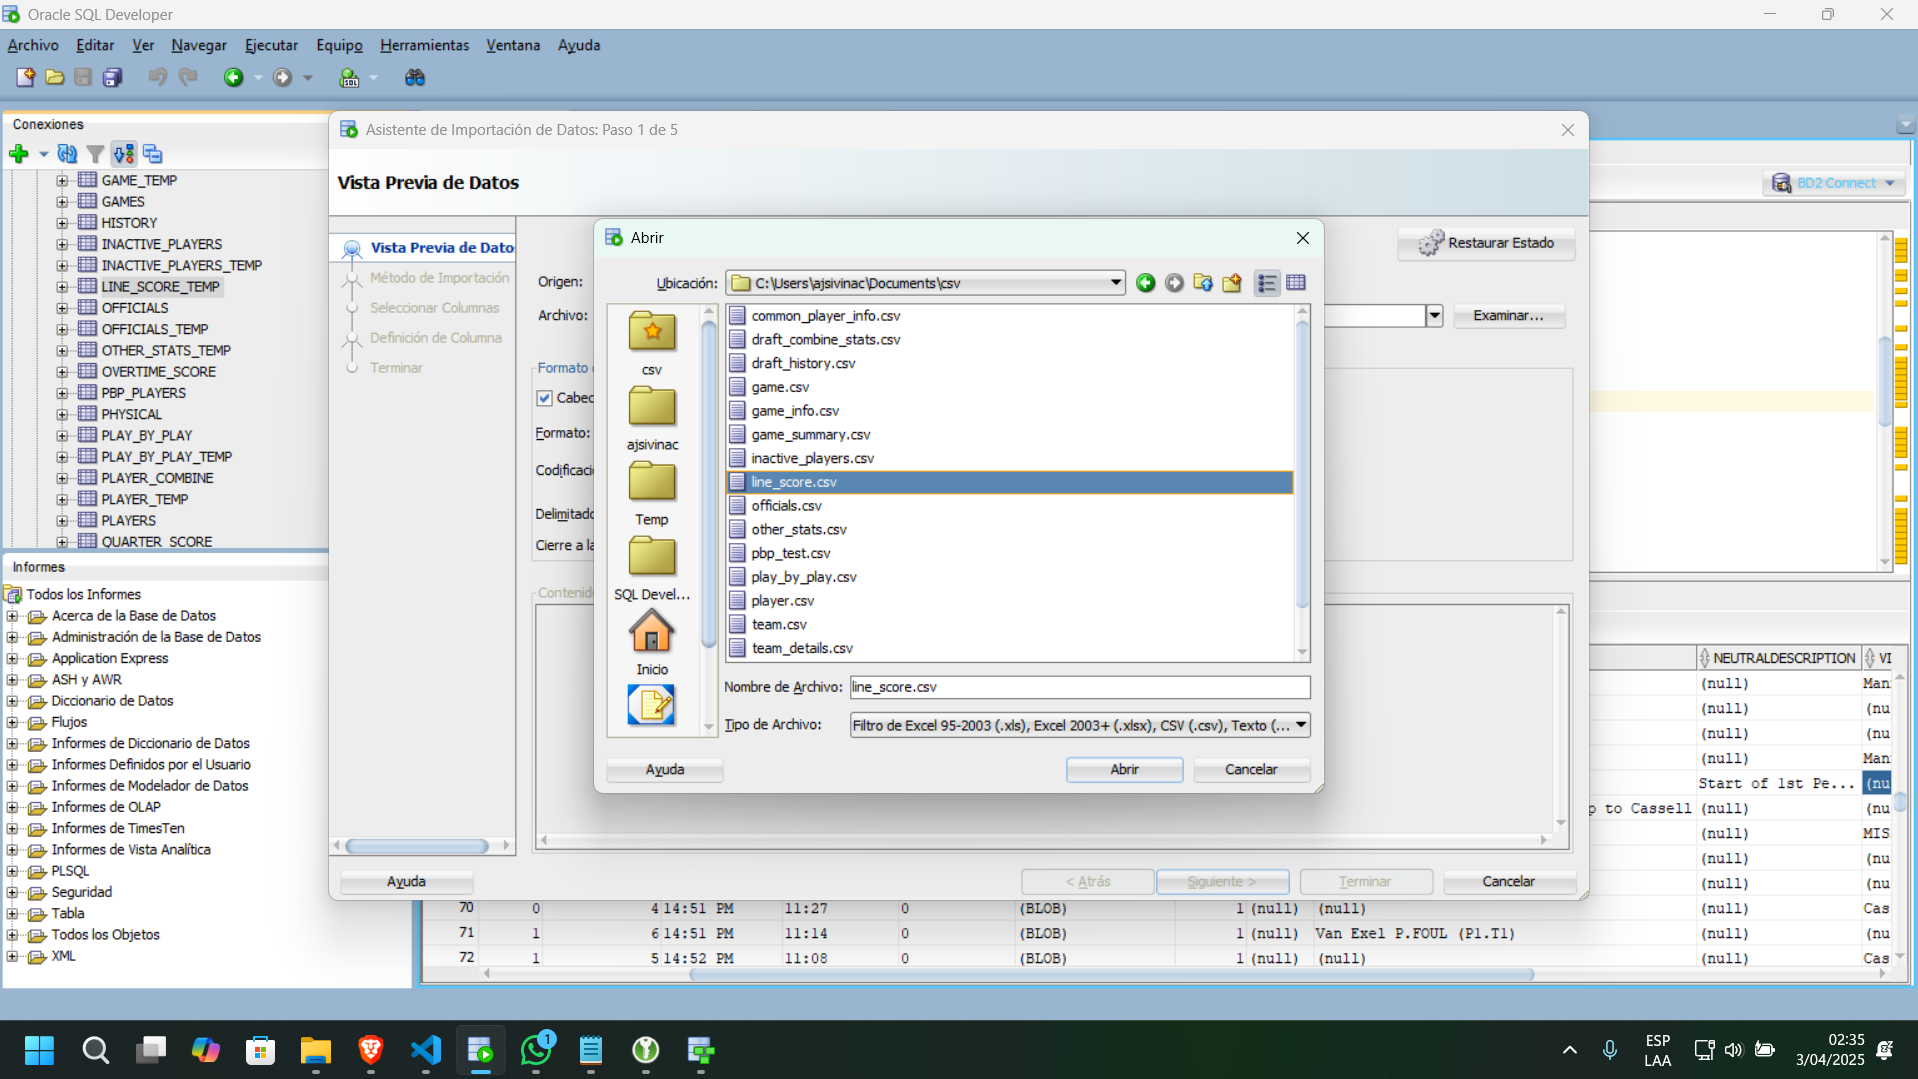 Oracle SQL Developer
Archivo Editar Ver Navegar Ejecutar Equipo Herramientas Ventana Ayuda
Conexiones
GAME_TEMP
GAMES
HISTORY
INACTIVE_PLAYERS
INACTIVE_PLAYERS_TEMP
LINE_SCORE_TEMP
OFFICIALS
OFFICIALS_TEMP
OTHER_STATS_TEMP
OVERTIME_SCORE
PBP_PLAYERS
PHYSICAL
PLAY_BY_PLAY
PLAY_BY_PLAY_TEMP
PLAYER_COMBINE
PLAYER_TEMP
PLAYERS
QUARTER_SCORE
Informes
Todos los Informes
Acerca de la Base de Datos
Administración de la Base de Datos
Application Express
ASH y AWR
Diccionario de Datos
Flujos
Informes de Diccionario de Datos
Informes Definidos por el Usuario
Informes de Modelador de Datos
Informes de OLAP
Informes de TimesTen
Informes de Vista Analítica
PLSQL
Seguridad
Tabla
Todos los Objetos
XML
Asistente de Importación de Datos: Paso 1 de 5
Vista Previa de Datos
Vista Previa de Dato
Método de Importación
Seleccionar Columnas
Definición de Columna
Terminar
Origen:
Archivo:
Examinar...
Restaurar Estado
Formato
Cabec
Formato:
Codificaci
Delimitado
Cierre a la
Contenido
Abrir
Ubicación: C:\Users\ajsivinac\Documents\csv
csv
ajsivinac
Temp
SQL Devel...
Inicio
common_player_info.csv
draft_combine_stats.csv
draft_history.csv
game.csv
game_info.csv
game_summary.csv
inactive_players.csv
line_score.csv
officials.csv
other_stats.csv
pbp_test.csv
play_by_play.csv
player.csv
team.csv
team_details.csv
Nombre de Archivo: line_score.csv
Tipo de Archivo: Filtro de Excel 95-2003 (.xls), Excel 2003+ (.xlsx), CSV (.csv), Texto (...
Ayuda Abrir Cancelar
Ayuda < Atrás Siguiente > Terminar Cancelar
BD2 Connect
NEUTRALDESCRIPTION VI
(null) Man
(null) (nu
(null) (nu
(null) Man
Start of 1st Pe... (nu
p to Cassell (null) (nu
(null) MIS
(null) (nu
(null) (nu
70 0 4 14:51 PM 11:27 0 (BLOB) 1 (null) (null) (null) Cas
71 1 6 14:51 PM 11:14 0 (BLOB) 1 (null) Van Exel P.FOUL (P1.T1) (null) (nu
72 1 5 14:52 PM 11:08 0 (BLOB) 1 (null) (null) (null) Cas
1
ESP
LAA
02:35
3/04/2025